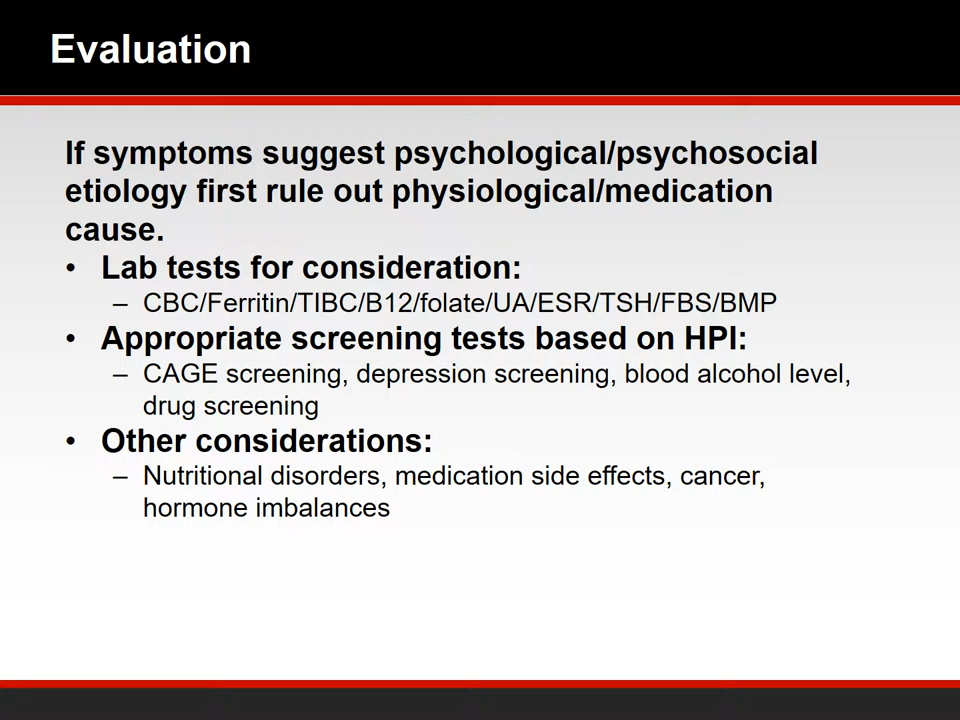 Evaluation
If symptoms suggest psychological/psychosocial
etiology first rule out physiological/medication
cause.
• Lab tests for consideration:
– CBC/Ferritin/TIBC/B12/folate/UA/ESR/TSH/FBS/BMP
• Appropriate screening tests based on HPI:
– CAGE screening, depression screening, blood alcohol level,
drug screening
• Other considerations:
– Nutritional disorders, medication side effects, cancer,
hormone imbalances